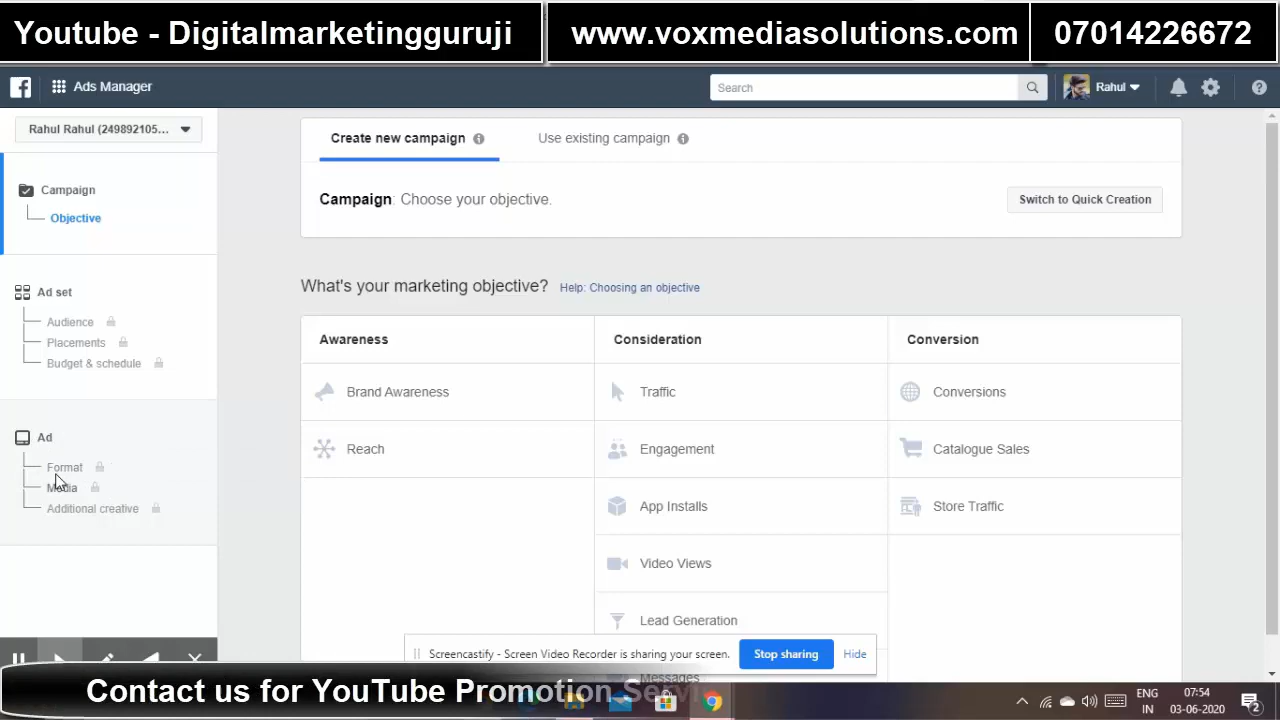 Youtube - Digitalmarketingguruji
www.voxmediasolutions.com
07014226672
Ads Manager
Search
Rahul
Rahul Rahul (249892105...
Campaign
Objective
Ad set
Audience
Placements
Budget & schedule
Ad
Format
Media
Additional creative
Create new campaign
Use existing campaign
Campaign: Choose your objective.
Switch to Quick Creation
What's your marketing objective?
Help: Choosing an objective
Awareness
Consideration
Conversion
Brand Awareness
Traffic
Conversions
Reach
Engagement
Catalogue Sales
App Installs
Store Traffic
Video Views
Lead Generation
Screencastify - Screen Video Recorder is sharing your screen.
Stop sharing
Hide
Messages
Contact us for YouTube Promotion Servi
ENG
IN
07:54
03-06-2020
2